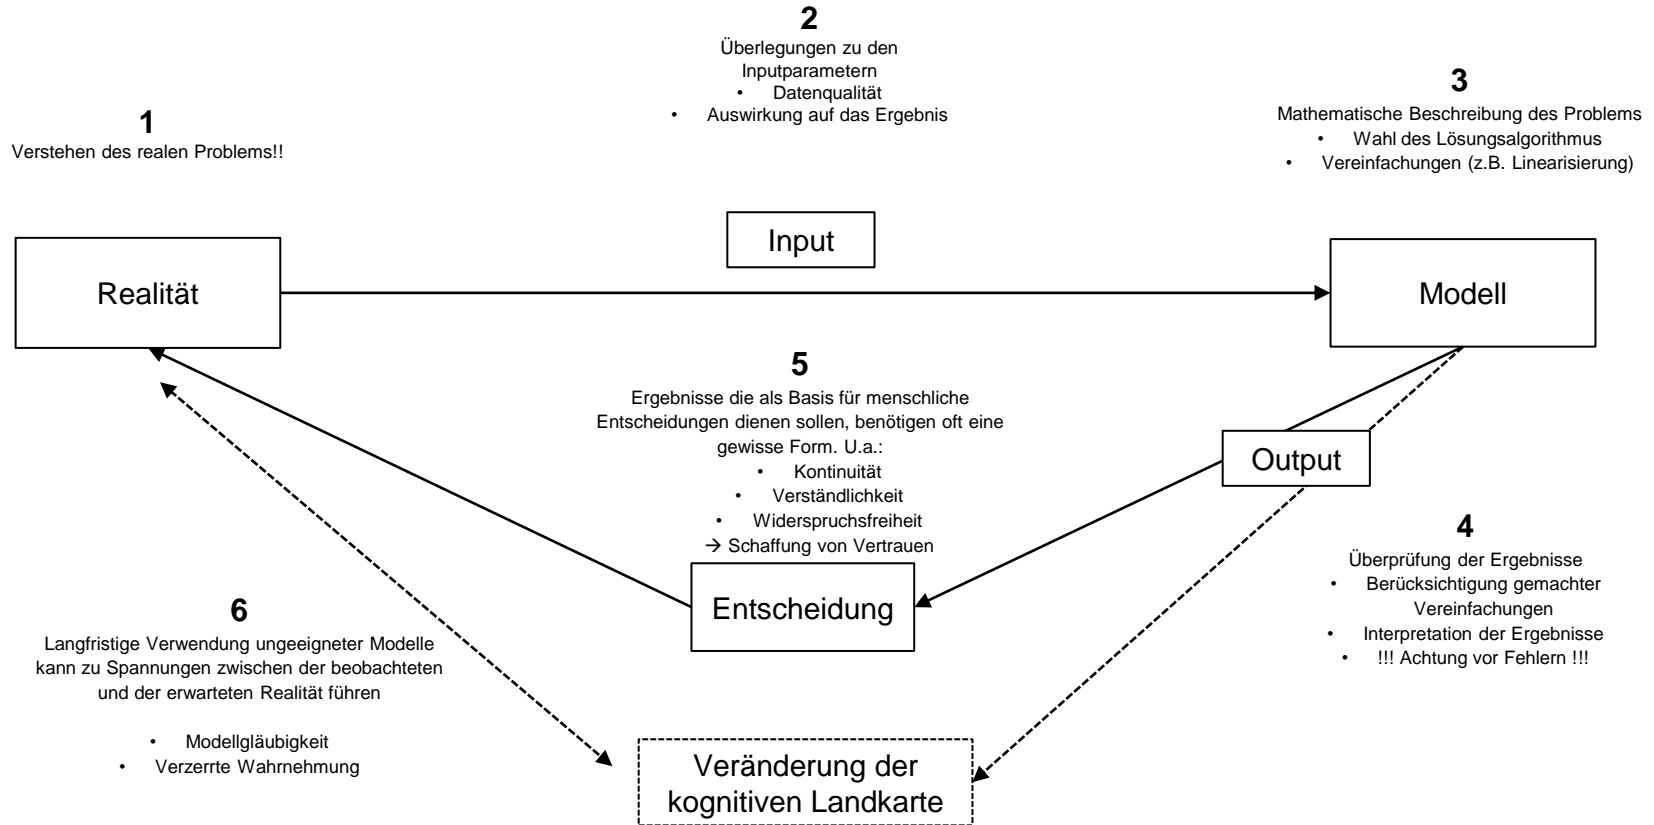 2
Überlegungen zu den
Inputparametern
• Datenqualität
• Auswirkung auf das Ergebnis
3
Mathematische Beschreibung des Problems
• Wahl des Lösungsalgorithmus
• Vereinfachungen (z.B. Linearisierung)
1
Verstehen des realen Problems!!
Input
Realität
Modell
5
Ergebnisse die als Basis für menschliche
Entscheidungen dienen sollen, benötigen oft eine
gewisse Form. U.a.:
• Kontinuität
• Verständlichkeit
• Widerspruchsfreiheit
→ Schaffung von Vertrauen
Output
Entscheidung
4
Überprüfung der Ergebnisse
• Berücksichtigung gemachter
Vereinfachungen
• Interpretation der Ergebnisse
• !!! Achtung vor Fehlern !!!
6
Langfristige Verwendung ungeeigneter Modelle
kann zu Spannungen zwischen der beobachteten
und der erwarteten Realität führen
• Modellgläubigkeit
• Verzerrte Wahrnehmung
Veränderung der
kognitiven Landkarte